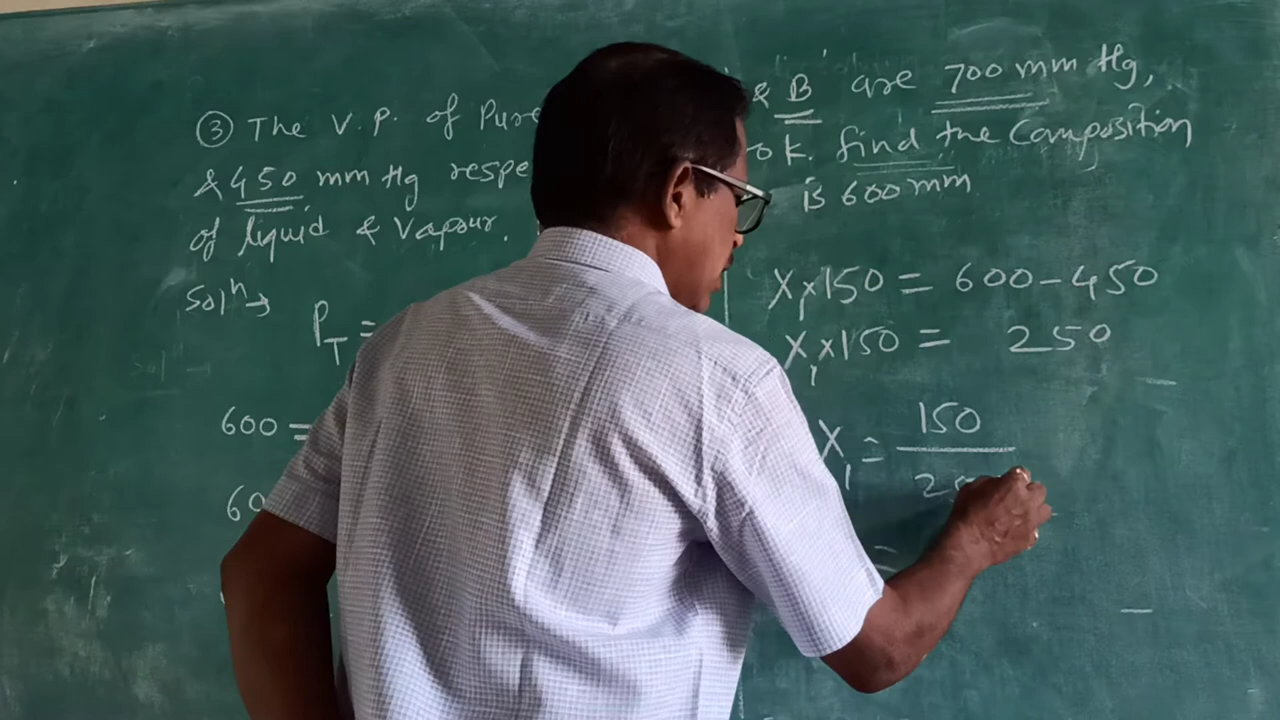 ③ The V.P. of Pure & B are 700 mm Hg,
& 450 mm Hg respe 0 K. find the Composition
of liquid & Vapour. is 600 mm
Solⁿ→
P_T =
600 =
60
X₁×150 = 600-450
X₁×150 = 250
X₁ = 150
2
=